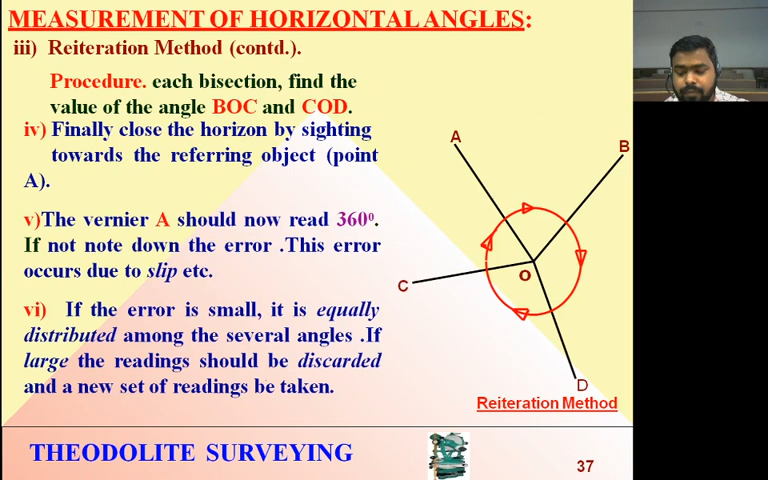 MEASUREMENT OF HORIZONTAL ANGLES:
iii) Reiteration Method (contd.).
Procedure. each bisection, find the
value of the angle BOC and COD.
iv) Finally close the horizon by sighting
towards the referring object (point
A).
v)The vernier A should now read 360⁰.
If not note down the error .This error
occurs due to slip etc.
vi) If the error is small, it is equally
distributed among the several angles .If
large the readings should be discarded
and a new set of readings be taken.
A
B
C
O
D
Reiteration Method
THEODOLITE SURVEYING
37